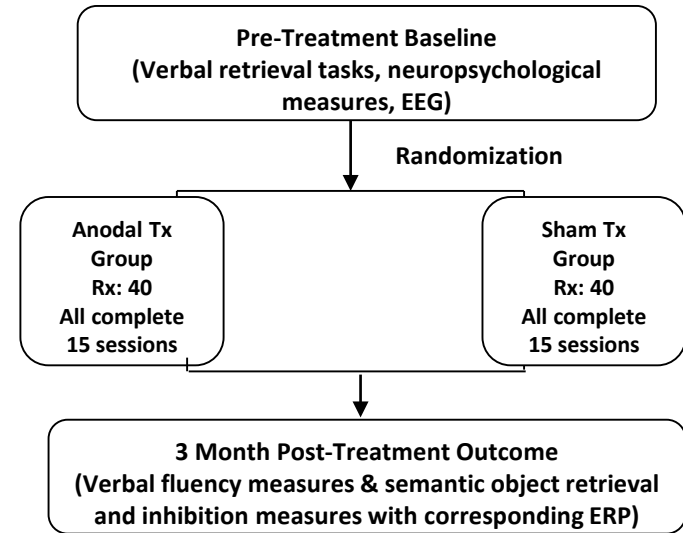 Pre-Treatment Baseline
(Verbal retrieval tasks, neuropsychological
measures, EEG)
Randomization
Anodal Tx
Group
Rx: 40
All complete
15 sessions
Sham Tx
Group
Rx: 40
All complete
15 sessions
3 Month Post-Treatment Outcome
(Verbal fluency measures & semantic object retrieval
and inhibition measures with corresponding ERP)